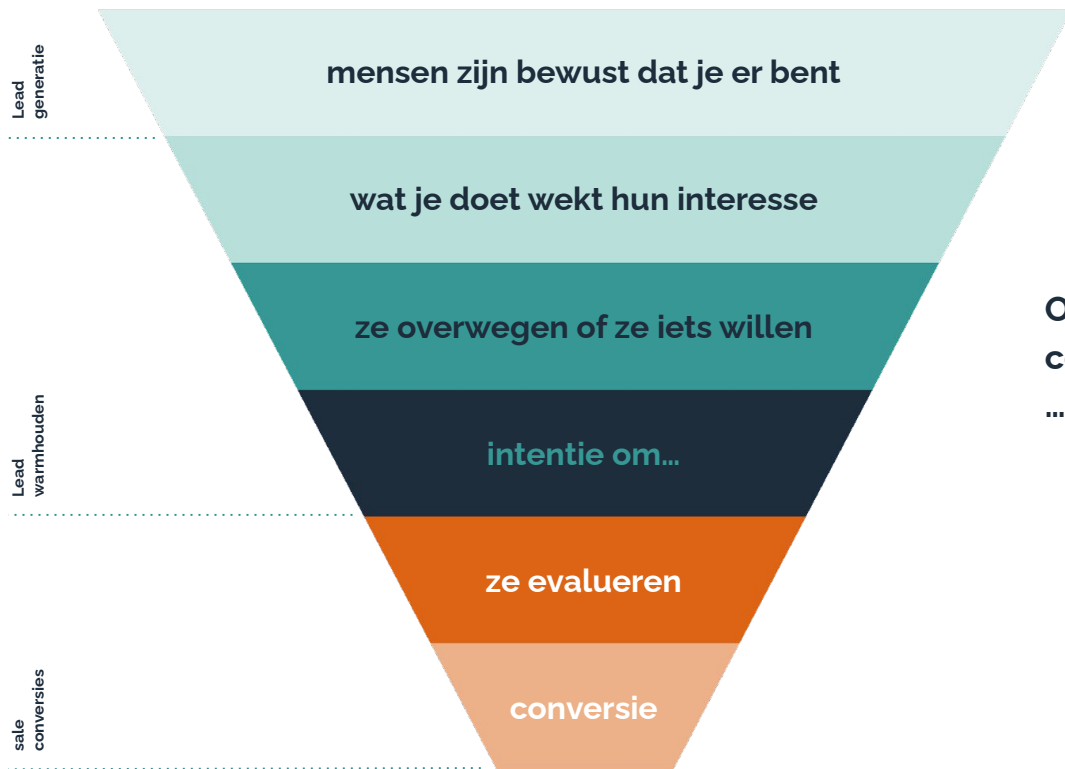 Lead
generatie
mensen zijn bewust dat je er bent
wat je doet wekt hun interesse
ze overwegen of ze iets willen
Lead
warmhouden
intentie om...
ze evalueren
sale
conversies
conversie
...